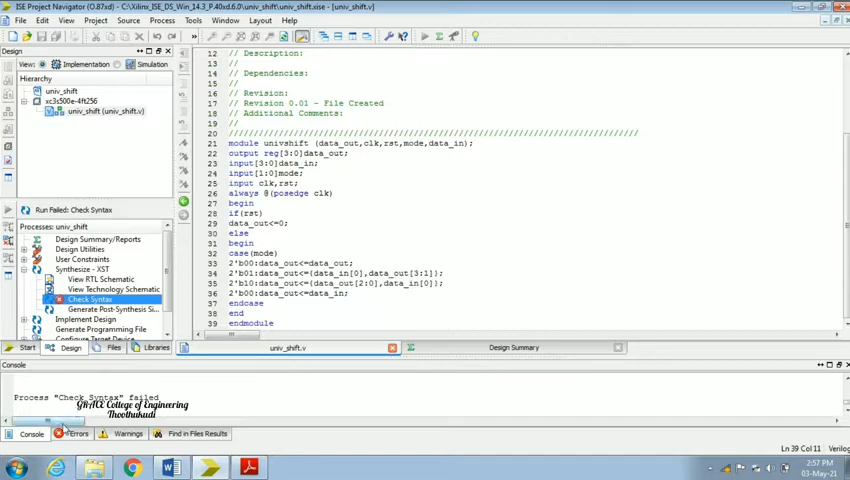 ISE Project Navigator (O.87xd) - C:\Xilinx_ISE_DS_Win_14.3_P.40xd.6.0\univ_shift\univ_shift.xise - [univ_shift.v]
File Edit View Project Source Process Tools Window Layout Help
Design
View: Implementation Simulation
Hierarchy
univ_shift
xc3s500e-4ft256
univ_shift (univ_shift.v)
Run Failed: Check Syntax
Processes: univ_shift
Design Summary/Reports
Design Utilities
User Constraints
Synthesize - XST
View RTL Schematic
View Technology Schematic
Check Syntax
Generate Post-Synthesis Si...
Implement Design
Generate Programming File
Configure Target Device
Start Design Files Libraries
12 // Description:
13 //
14 // Dependencies:
15 //
16 // Revision:
17 // Revision 0.01 - File Created
18 // Additional Comments:
19 //
20 //////////////////////////////////////////////////////////////////////////////////
21 module univshift (data_out,clk,rst,mode,data_in);
22 output reg[3:0]data_out;
23 input[3:0]data_in;
24 input[1:0]mode;
25 input clk,rst;
26 always @(posedge clk)
27 begin
28 if(rst)
29 data_out<=0;
30 else
31 begin
32 case(mode)
33 2'b00:data_out<=data_out;
34 2'b01:data_out<={data_in[0],data_out[3:1]};
35 2'b10:data_out<={data_out[2:0],data_in[0]};
36 2'b00:data_out<=data_in;
37 endcase
38 end
39 endmodule
univ_shift.v Design Summary
Console
Process "Check Syntax" failed
GRACE College of Engineering
Thoothukudi
Console Errors Warnings Find in Files Results
Ln 39 Col 11 Verilog
2:57 PM
03-May-21